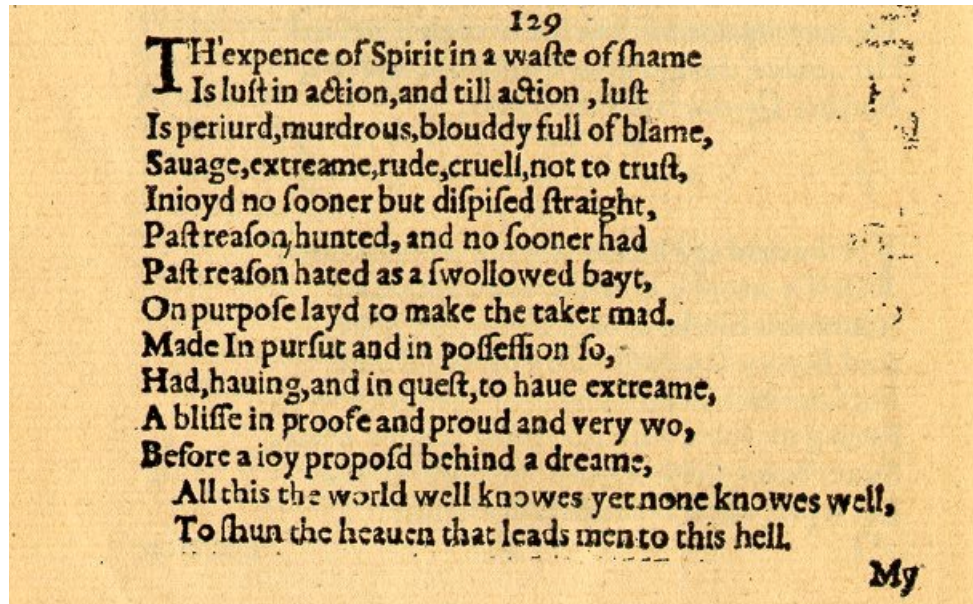 129
TH'expence of Spirit in a waſte of ſhame
Is luſt in action,and till action , luſt
Is periurd,murdrous,blouddy full of blame,
Sauage,extreame,rude,cruell,not to truſt,
Inioyd no ſooner but diſpiſed ſtraight,
Paſt reaſon,hunted, and no ſooner had
Paſt reaſon hated as a ſwollowed bayt,
On purpoſe layd to make the taker mad.
Made In purſut and in poſſeſſion ſo,
Had,hauing,and in queſt,to haue extreame,
A bliſſe in proofe and proud and very wo,
Before a ioy propoſd behind a dreame,
All this the world well knowes yet none knowes well,
To ſhun the heauen that leads men to this hell.
My